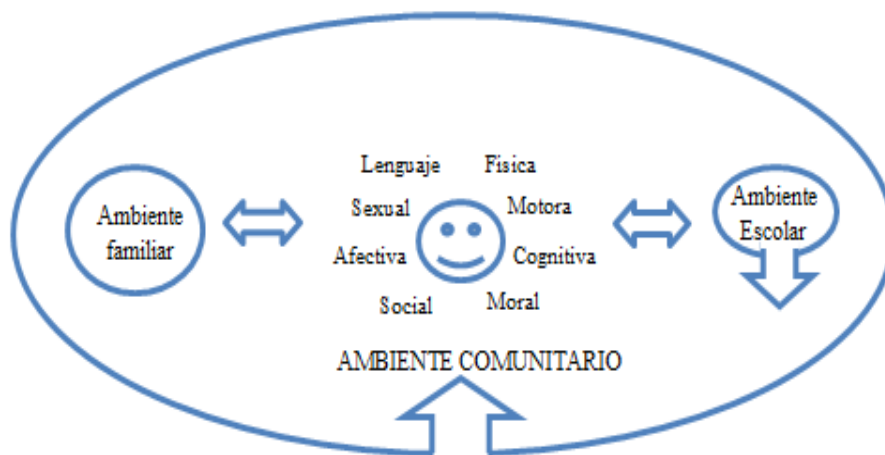 Lenguaje
Física
Ambiente
familiar
Sexual
Motora
Ambiente
Escolar
Afectiva
Cognitiva
Social
Moral
AMBIENTE COMUNITARIO